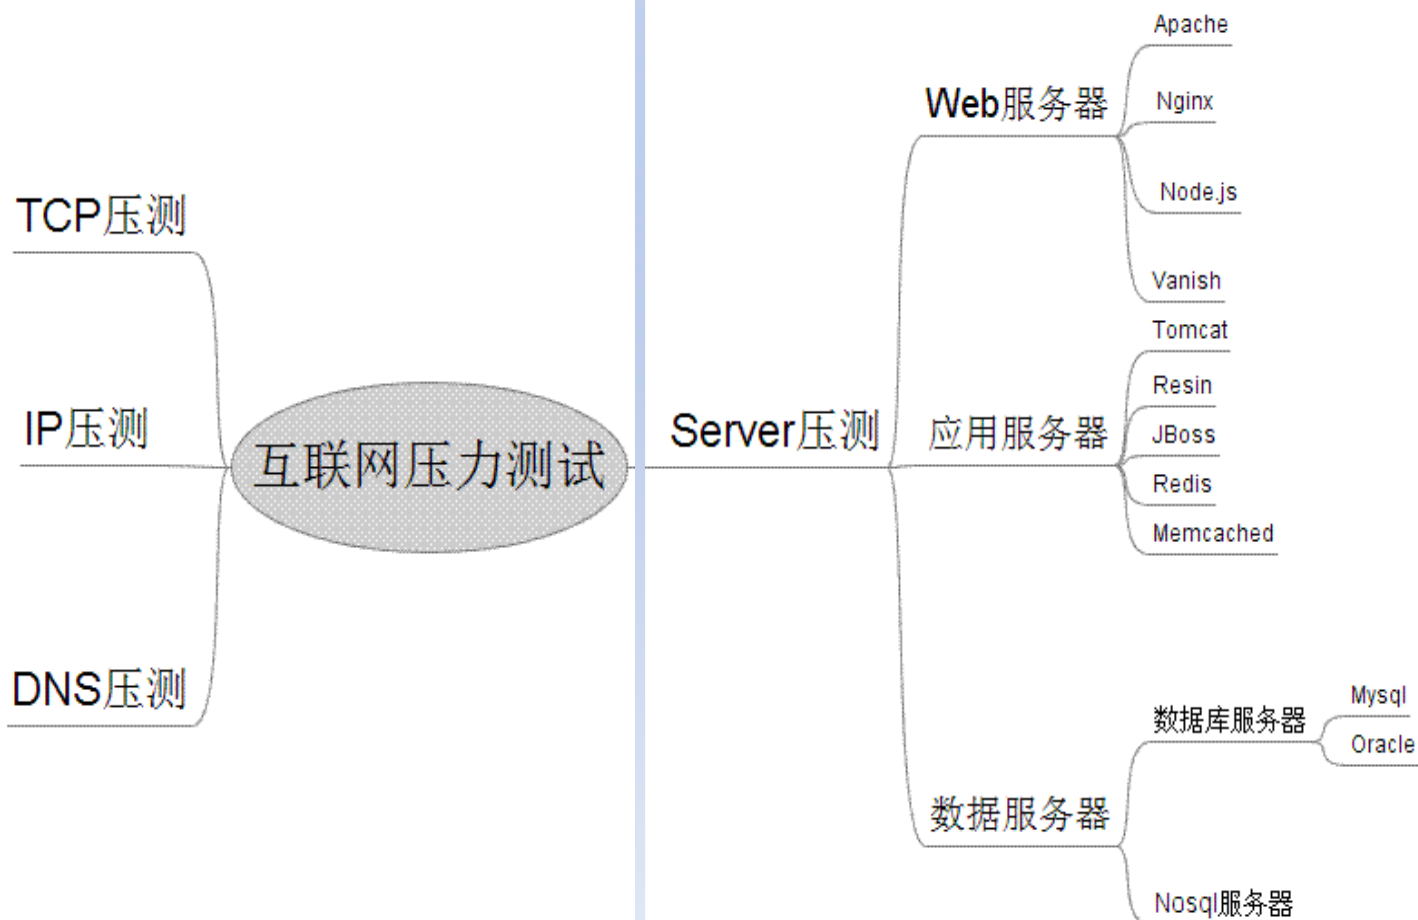 TCP压测
IP压测
DNS压测
互联网压力测试
Server压测
Web服务器
Apache
Nginx
Node.js
Vanish
应用服务器
Tomcat
Resin
JBoss
Redis
Memcached
数据服务器
数据库服务器
Mysql
Oracle
Nosql服务器